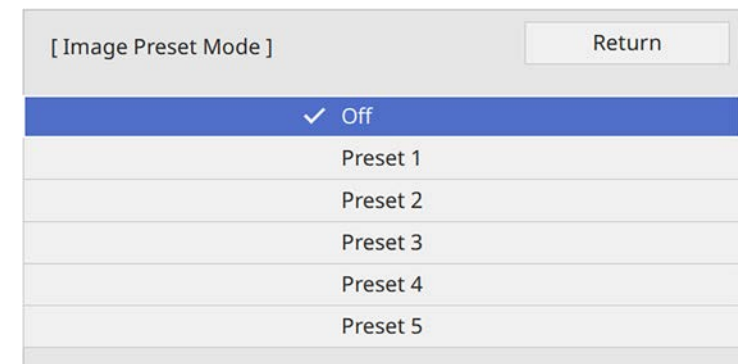 [ Image Preset Mode ] Return
✓ Off
Preset 1
Preset 2
Preset 3
Preset 4
Preset 5